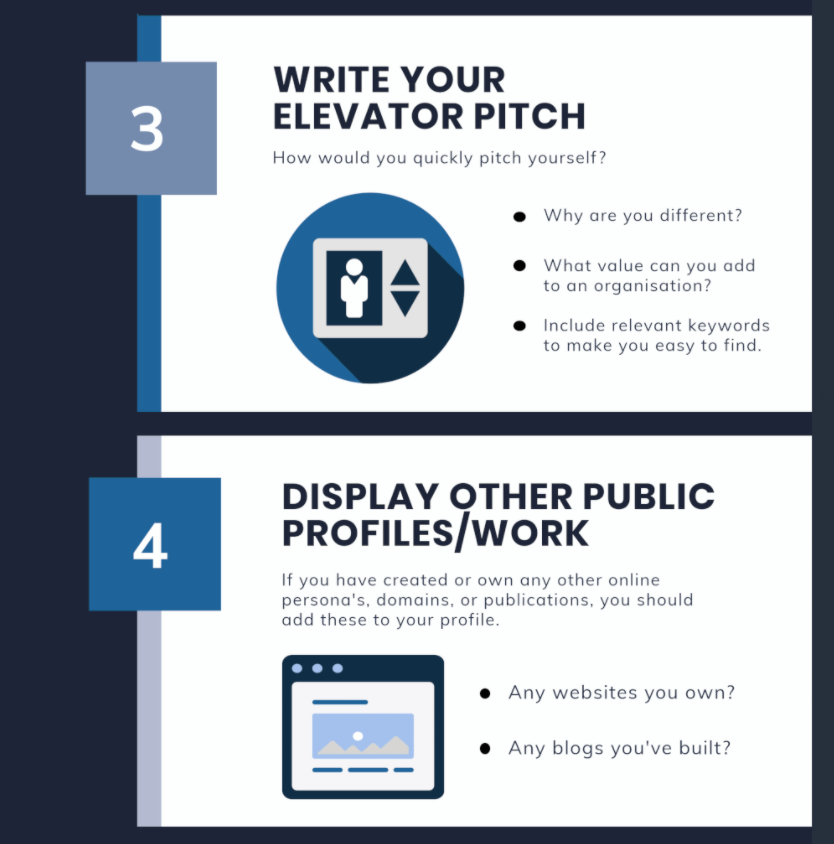 3
WRITE YOUR
ELEVATOR PITCH
How would you quickly pitch yourself?
Why are you different?
What value can you add
to an organisation?
Include relevant keywords
to make you easy to find.
4
DISPLAY OTHER PUBLIC
PROFILES/WORK
If you have created or own any other online
persona's, domains, or publications, you should
add these to your profile.
Any websites you own?
Any blogs you've built?